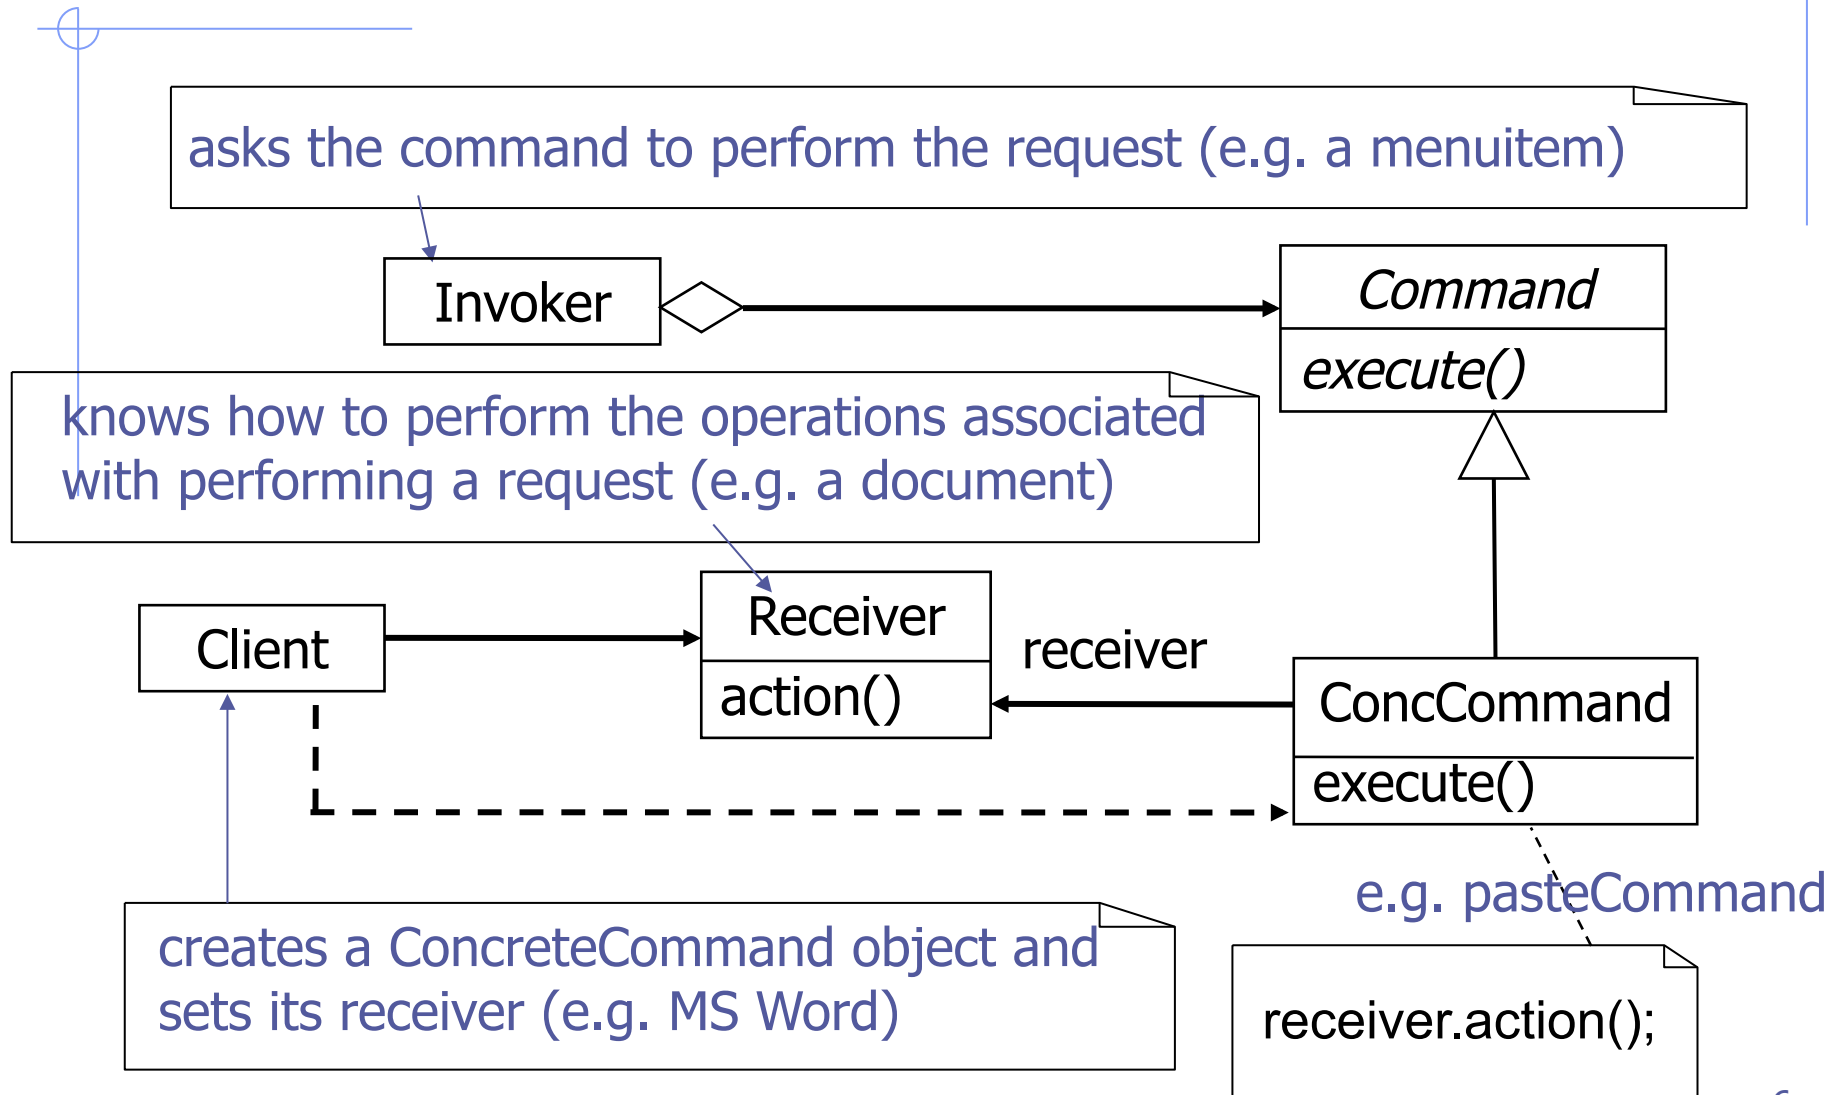 asks the command to perform the request (e.g. a menuitem)
Invoker
Command
execute()
knows how to perform the operations associated
with performing a request (e.g. a document)
Client
Receiver
action()
receiver
ConcCommand
execute()
e.g. pasteCommand
creates a ConcreteCommand object and
sets its receiver (e.g. MS Word)
receiver.action();